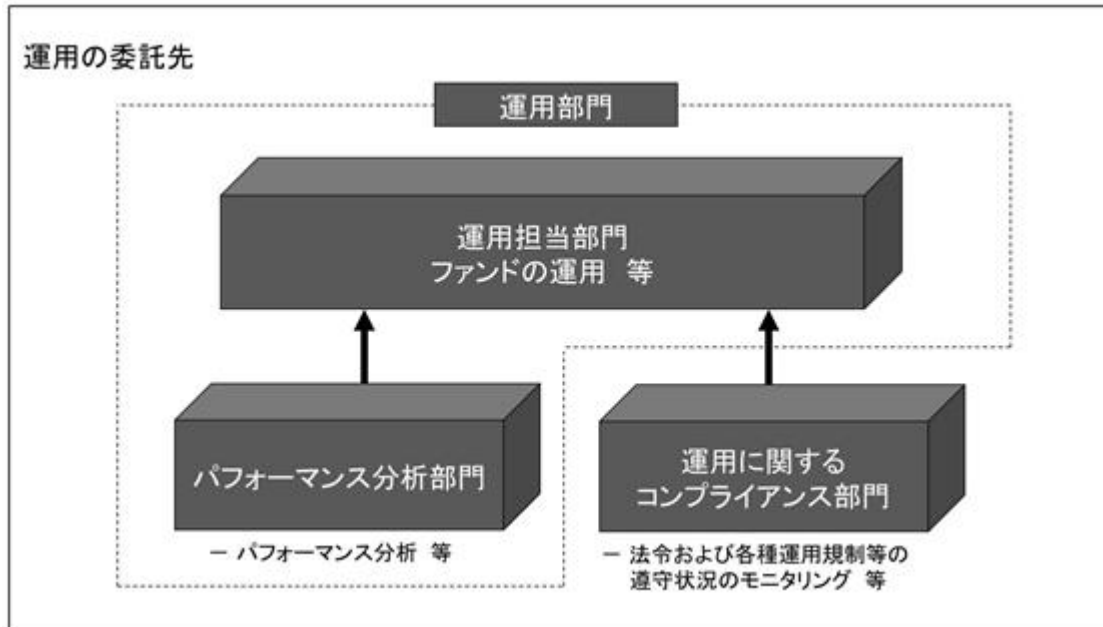 運用の委託先
運用部門
運用担当部門
ファンドの運用　等
パフォーマンス分析部門
－ パフォーマンス分析　等
運用に関する
コンプライアンス部門
－ 法令および各種運用規制等の
遵守状況のモニタリング　等